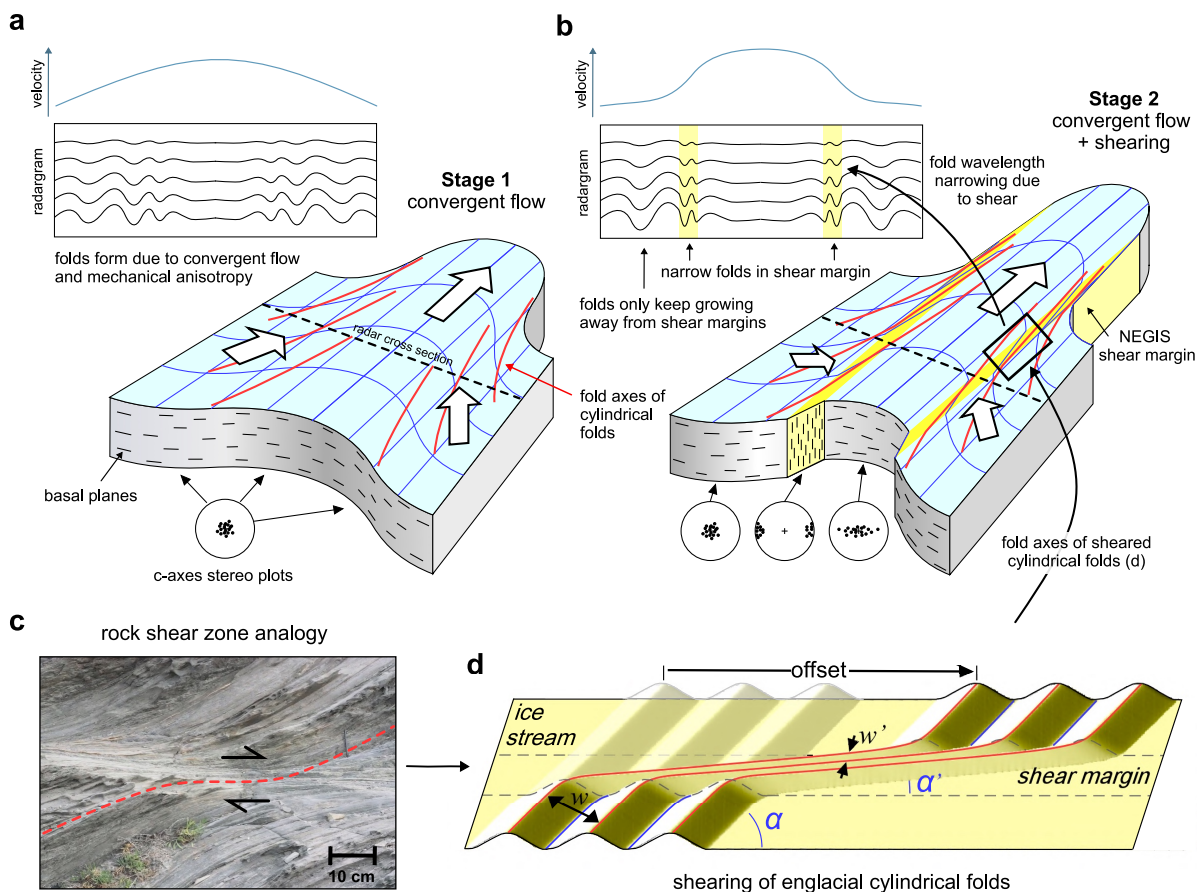 a
velocity
radargram
Stage 1
convergent flow
folds form due to convergent flow
and mechanical anisotropy
radar cross section
fold axes of
cylindrical
folds
basal planes
c-axes stereo plots
b
velocity
radargram
Stage 2
convergent flow
+ shearing
fold wavelength
narrowing due
to shear
narrow folds in shear margin
folds only keep growing
away from shear margins
NEGIS
shear margin
fold axes of sheared
cylindrical folds (d)
c
rock shear zone analogy
10 cm
d
offset
ice
stream
w'
shear margin
α'
w
α
shearing of englacial cylindrical folds